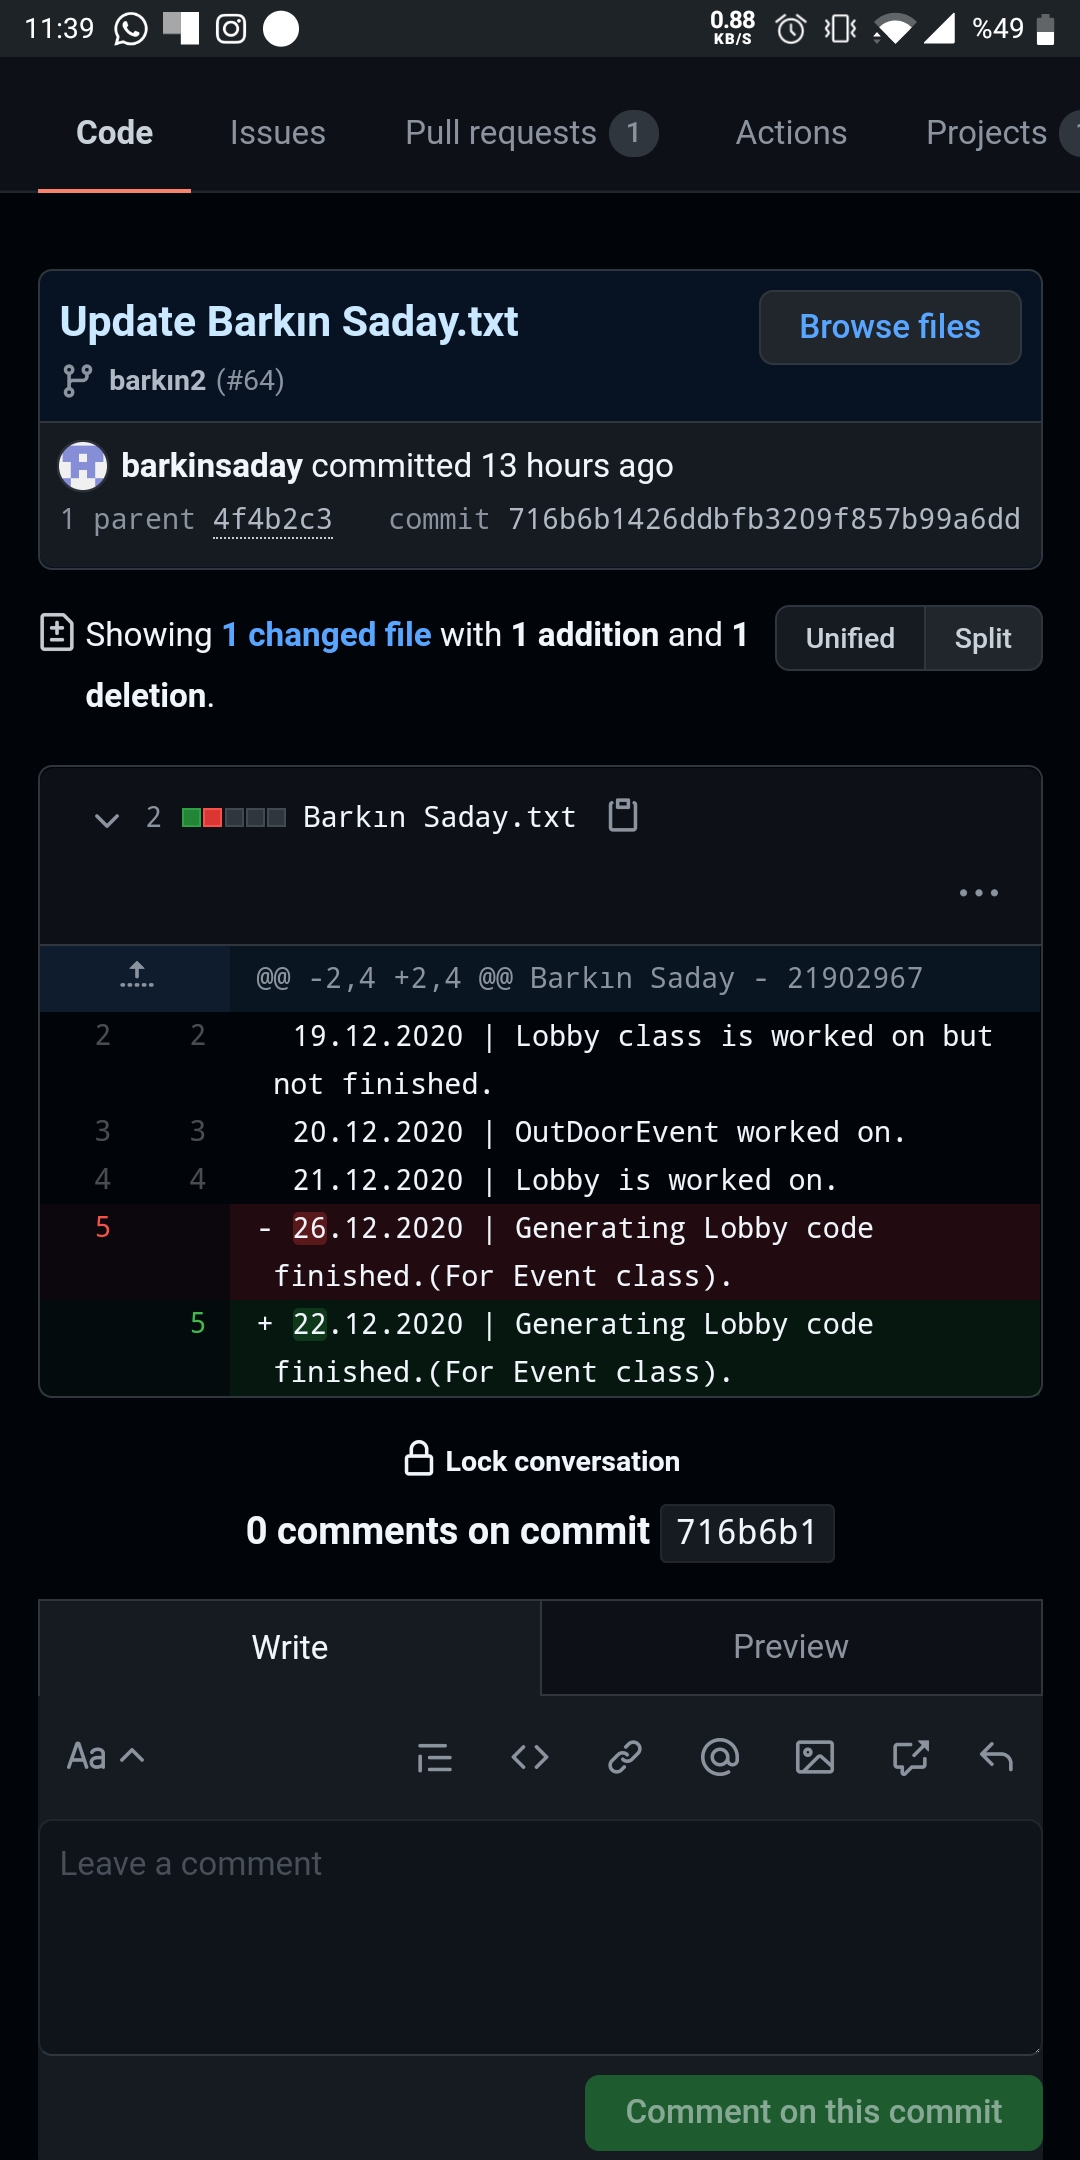 11:39 0.88 KB/S %49
Code Issues Pull requests 1 Actions Projects
Update Barkın Saday.txt Browse files
barkın2 (#64)
barkinsaday committed 13 hours ago
1 parent 4f4b2c3 commit 716b6b1426ddbfb3209f857b99a6dd
Showing 1 changed file with 1 addition and 1
deletion.
Unified Split
2 Barkın Saday.txt
@@ -2,4 +2,4 @@ Barkın Saday - 21902967
2 2 19.12.2020 | Lobby class is worked on but
not finished.
3 3 20.12.2020 | OutDoorEvent worked on.
4 4 21.12.2020 | Lobby is worked on.
5 - 26.12.2020 | Generating Lobby code
finished.(For Event class).
5 + 22.12.2020 | Generating Lobby code
finished.(For Event class).
Lock conversation
0 comments on commit 716b6b1
Write Preview
Aa
Leave a comment
Comment on this commit